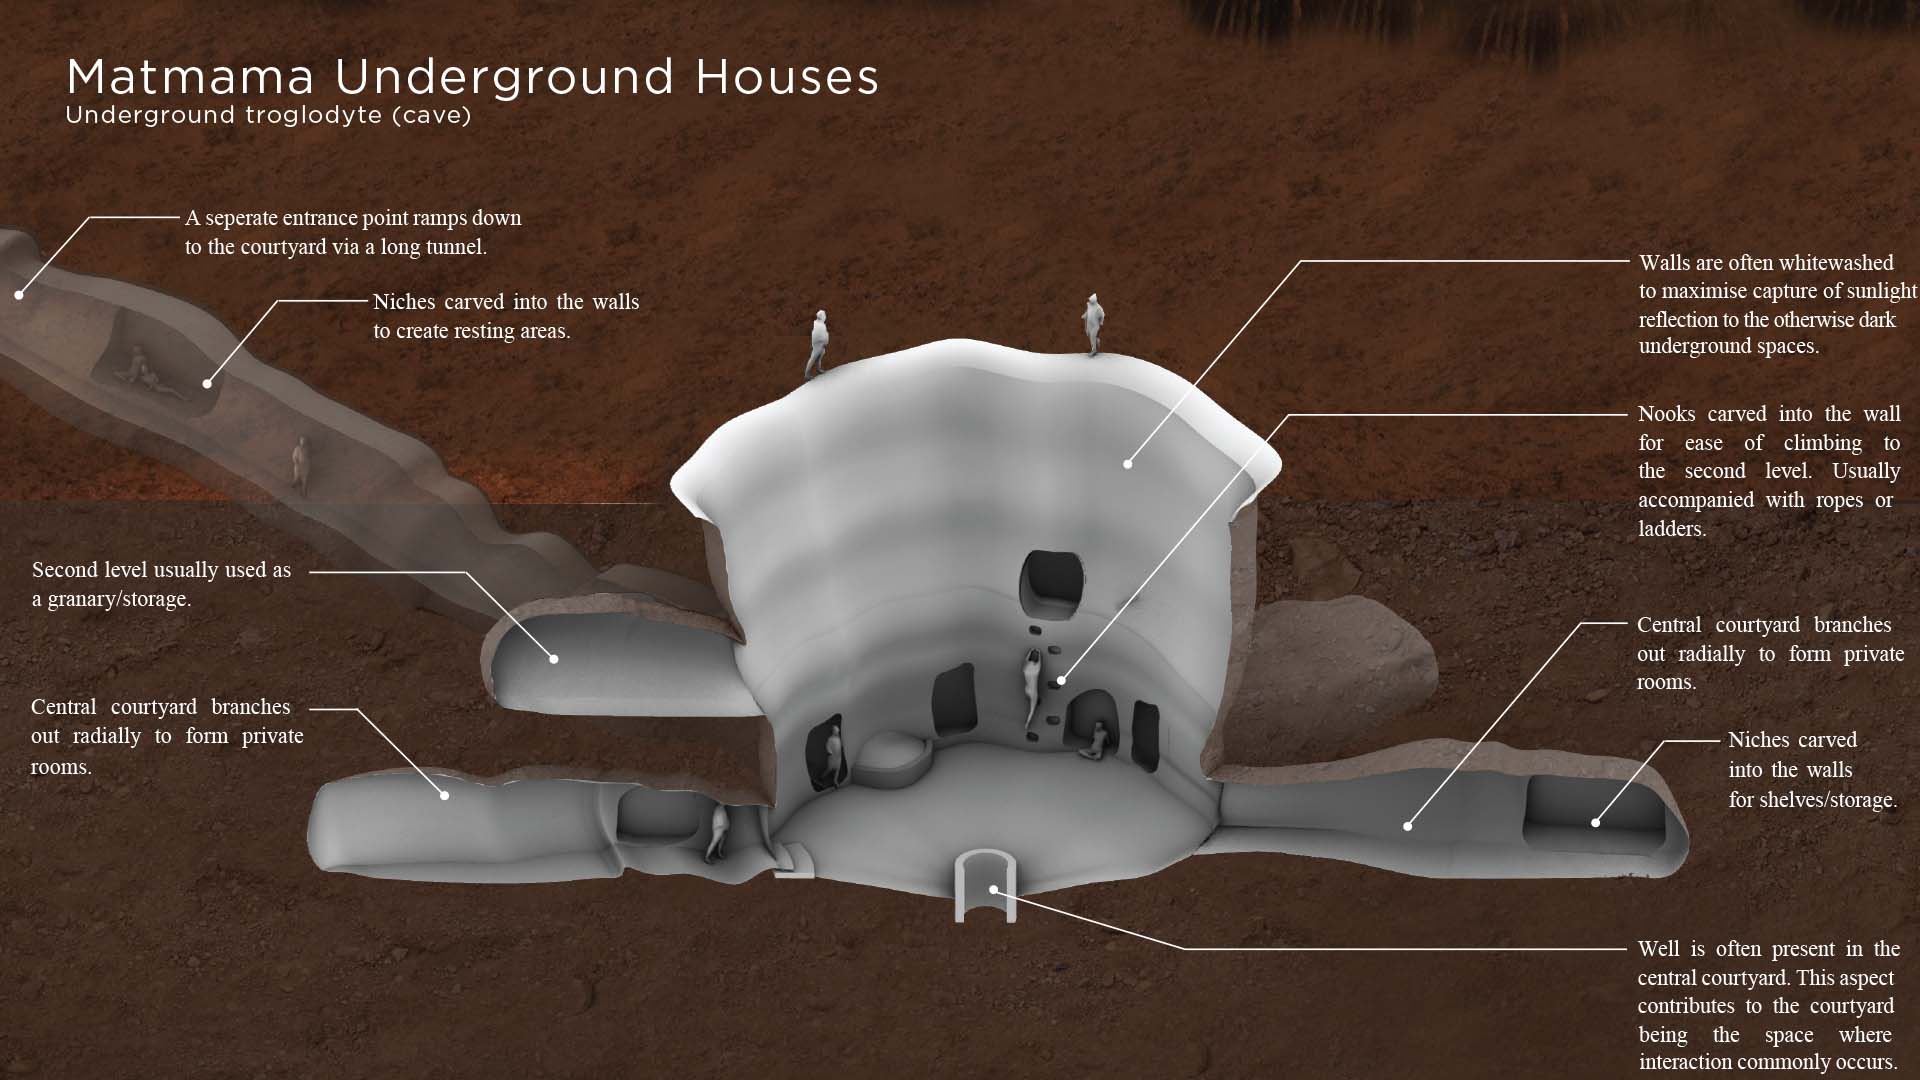 Matmama Underground Houses
Underground troglodyte (cave)
A seperate entrance point ramps down
to the courtyard via a long tunnel.
Niches carved into the walls
to create resting areas.
Walls are often whitewashed
to maximise capture of sunlight
reflection to the otherwise dark
underground spaces.
Nooks carved into the wall
for ease of climbing to
the second level. Usually
accompanied with ropes or
ladders.
Second level usually used as
a granary/storage.
Central courtyard branches
out radially to form private
rooms.
Central courtyard branches
out radially to form private
rooms.
Niches carved
into the walls
for shelves/storage.
Well is often present in the
central courtyard. This aspect
contributes to the courtyard
being the space where
interaction commonly occurs.